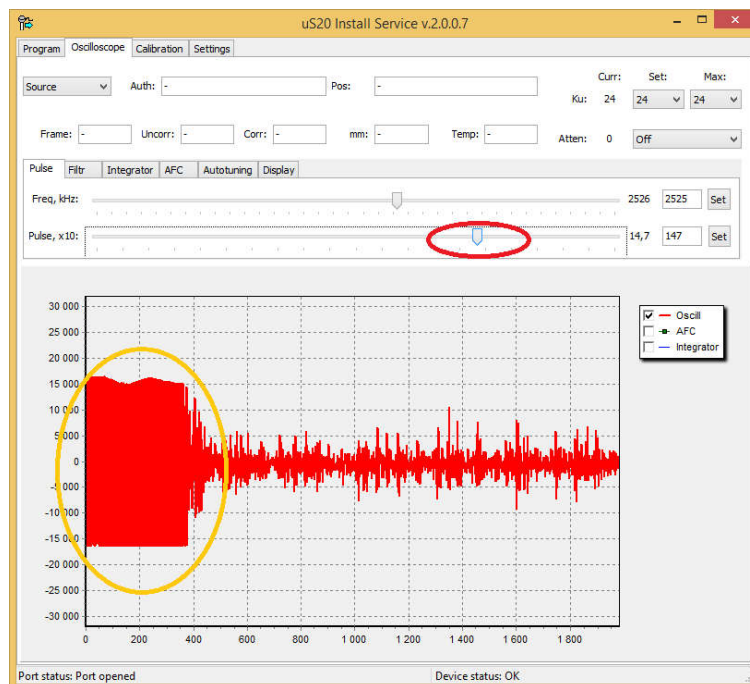 uS20 Install Service v.2.0.0.7
Program Oscilloscope Calibration Settings
Curr: Set: Max:
Source Auth: - Pos: - Ku: 24 24 24
Frame: - Uncorr: - Corr: - mm: - Temp: - Atten: 0 Off
Pulse Filtr Integrator AFC Autotuning Display
Freq, kHz: 2526 2525 Set
Pulse, x10: 14,7 147 Set
30 000
25 000
20 000
15 000
10 000
5 000
0
-5 000
-10 000
-15 000
-20 000
-25 000
-30 000
0 200 400 600 800 1 000 1 200 1 400 1 600 1 800
Oscill
AFC
Integrator
Port status: Port opened Device status: OK